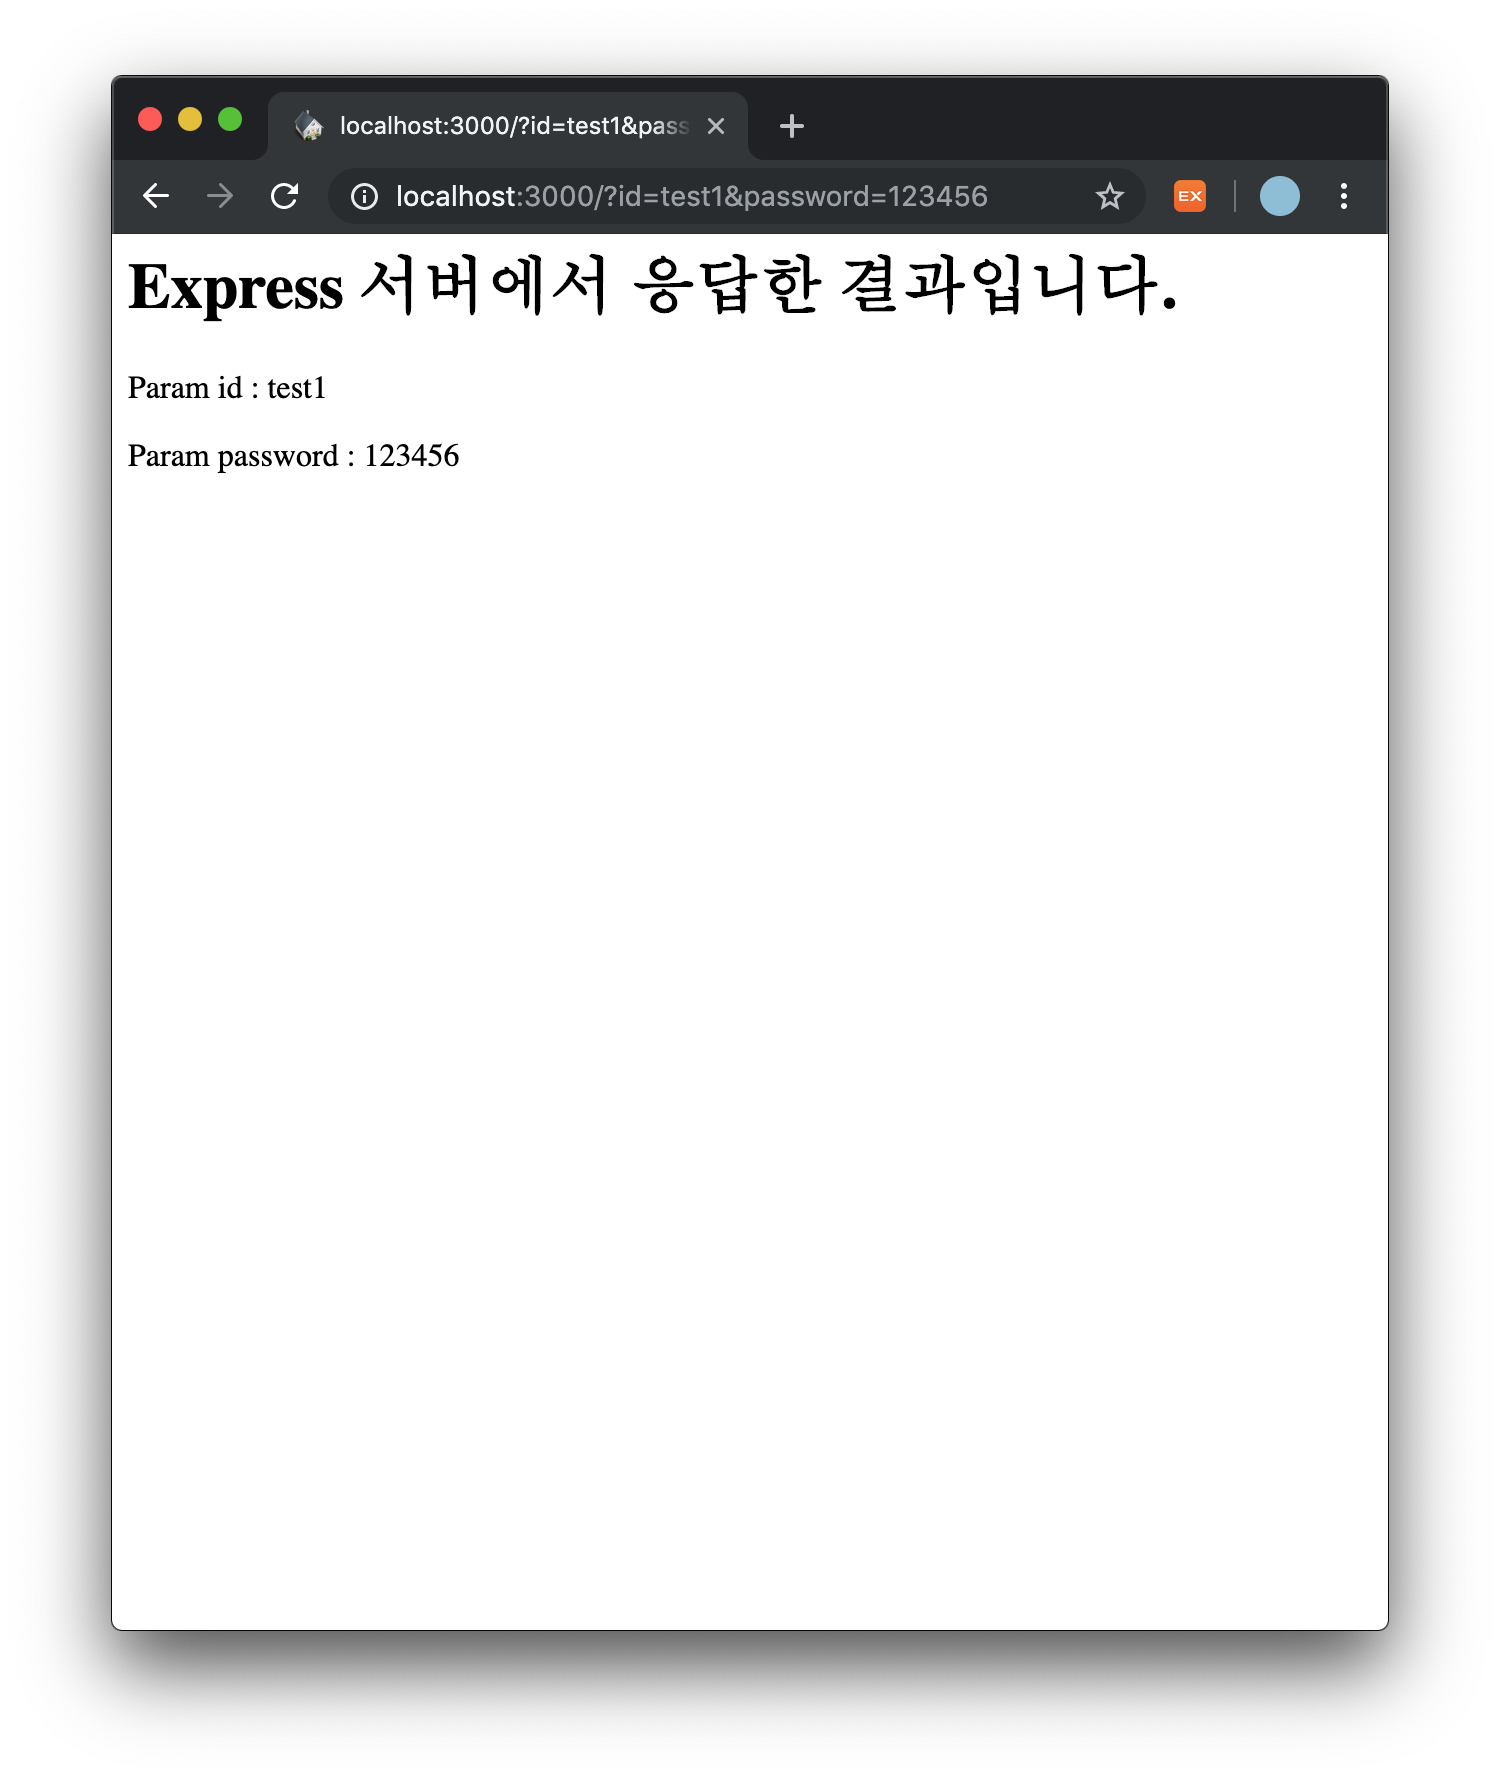 localhost:3000/?id=test1&pass
localhost:3000/?id=test1&password=123456
EX
Express 서버에서 응답한 결과입니다.
Param id : test1
Param password : 123456